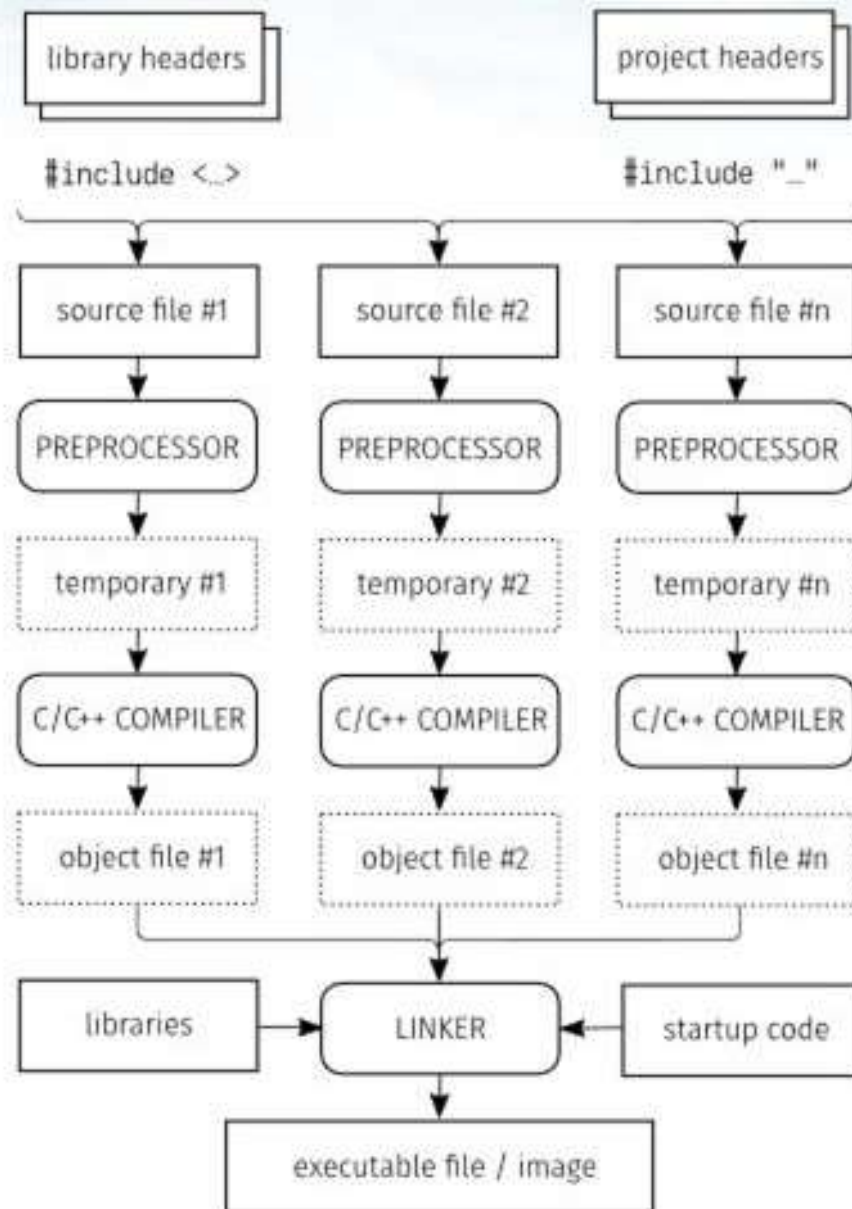 library headers
project headers
#include <…>
#include "…"
source file #1
source file #2
source file #n
PREPROCESSOR
PREPROCESSOR
PREPROCESSOR
temporary #1
temporary #2
temporary #n
C/C++ COMPILER
C/C++ COMPILER
C/C++ COMPILER
object file #1
object file #2
object file #n
libraries
LINKER
startup code
executable file / image